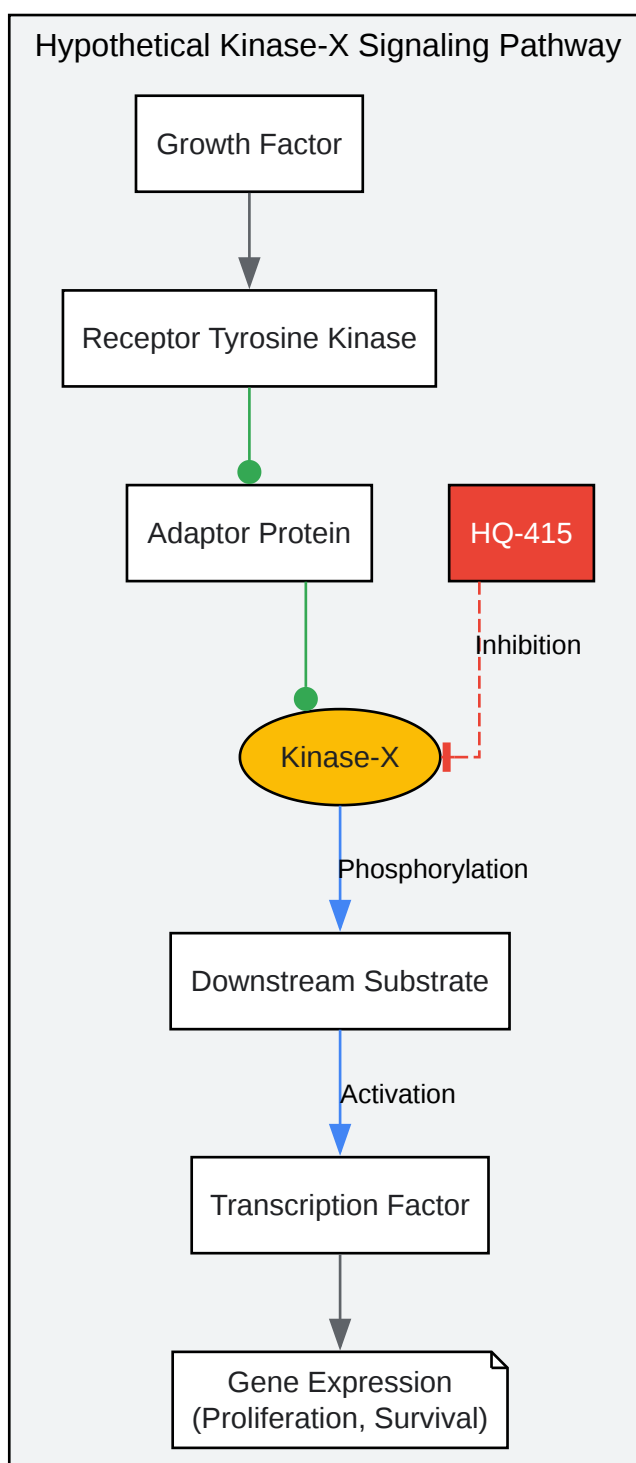 Hypothetical Kinase-X Signaling Pathway
Growth Factor
Receptor Tyrosine Kinase
Adaptor Protein
HQ-415
Inhibition
Kinase-X
Phosphorylation
Downstream Substrate
Activation
Transcription Factor
Gene Expression
(Proliferation, Survival)